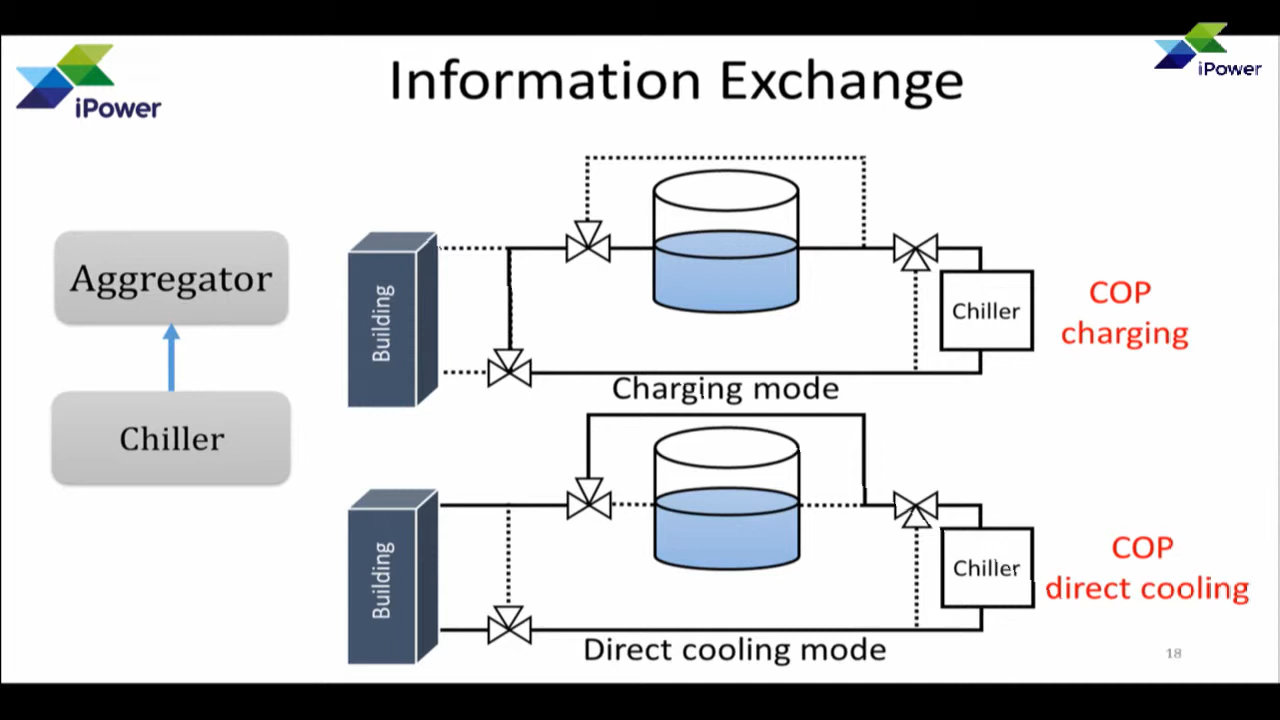 iPower
iPower
Information Exchange
Aggregator
Chiller
Building
Chiller
COP
charging
Charging mode
Building
Chiller
COP
direct cooling
Direct cooling mode
18